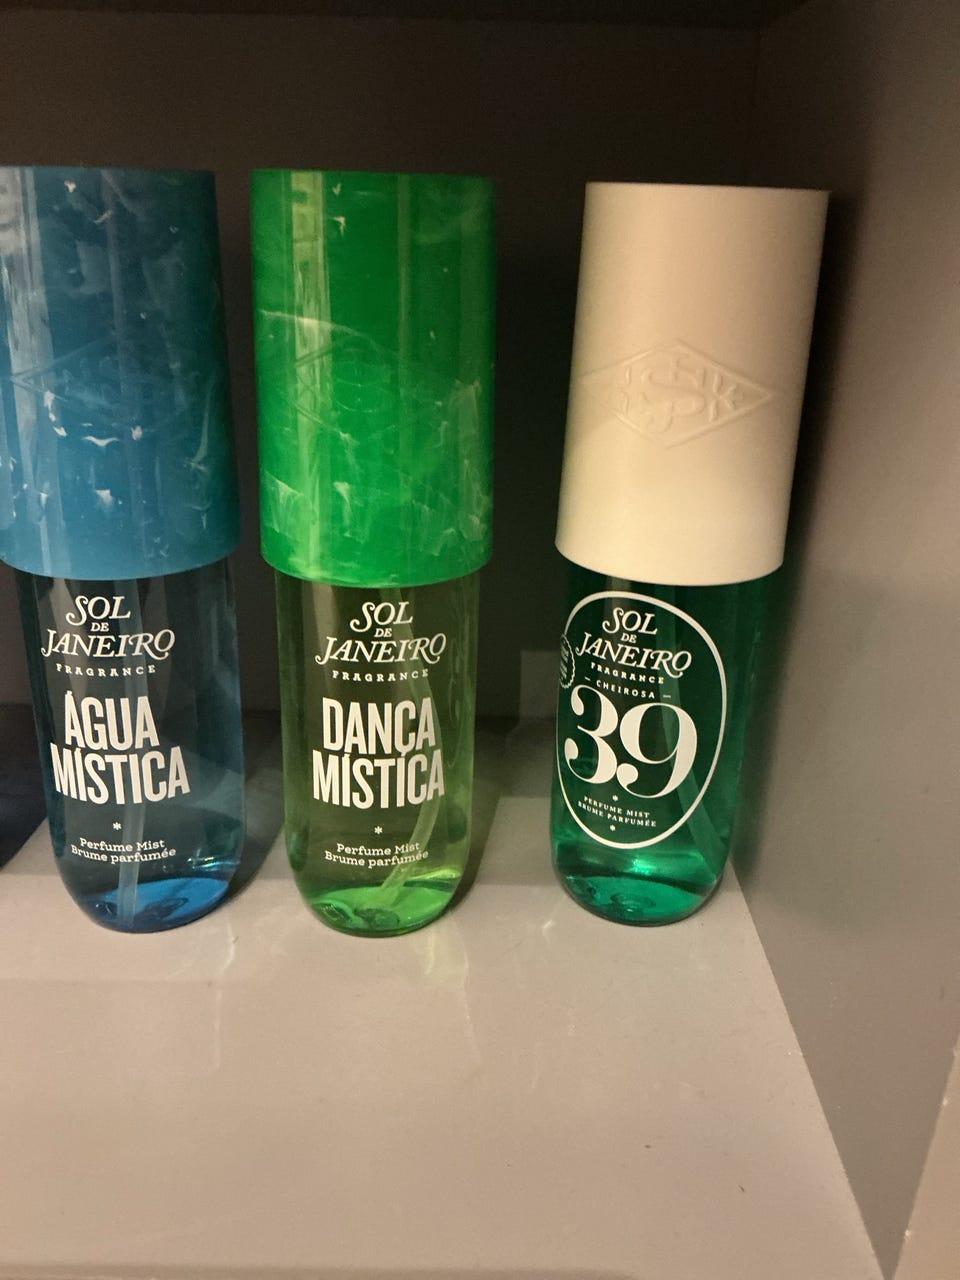 SOL
DE
JANEIRO
FRAGRANCE
ÁGUA
MÍSTICA
*
Perfume Mist
Brume parfumée
SOL
DE
JANEIRO
FRAGRANCE
DANÇA
MÍSTICA
*
Perfume Mist
Brume parfumée
SOL
DE
JANEIRO
FRAGRANCE
– CHEIROSA –
39
*
PERFUME MIST
BRUME PARFUMÉE
*